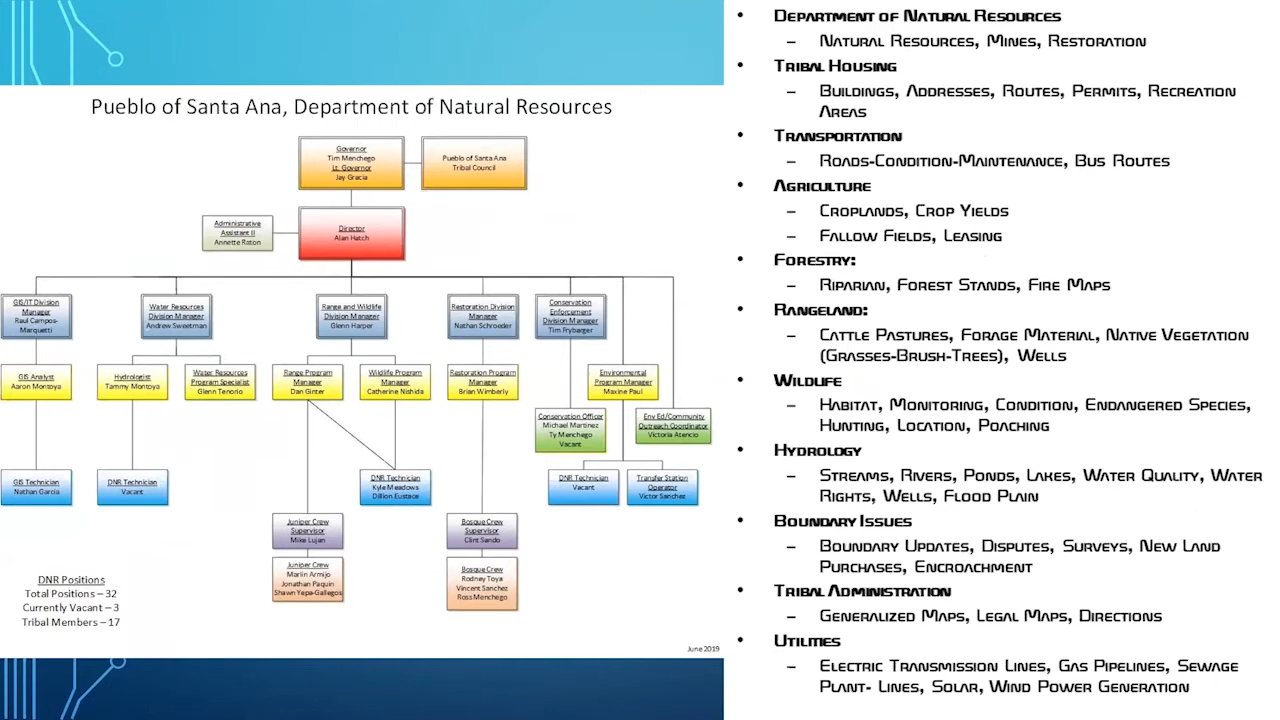 Pueblo of Santa Ana, Department of Natural Resources
Governor
Tim Menchego
Lt. Governor
Jay Gracia
Pueblo of Santa Ana
Tribal Council
Administrative
Assistant II
Annette Raton
Director
Alan Hatch
GIS/IT Division
Manager
Raul Campos-
Marquetti
Water Resources
Division Manager
Andrew Sweetman
Range and Wildlife
Division Manager
Glenn Harper
Restoration Division
Manager
Nathan Schroeder
Conservation
Enforcement
Division Manager
Tim Frybarger
GIS Analyst
Aaron Montoya
Hydrologist
Tammy Montoya
Water Resources
Program Specialist
Glenn Tenorio
Range Program
Manager
Dan Ginter
Wildlife Program
Manager
Catherine Nishida
Restoration Program
Manager
Brian Wimberly
Environmental
Program Manager
Maxine Paul
Conservation Officer
Michael Martinez
Ty Menchego
Vacant
Env Ed/Community
Outreach Coordinator
Victoria Atencio
GIS Technician
Nathan Garcia
DNR Technician
Vacant
DNR Technician
Kyle Meadows
Dillion Eustace
DNR Technician
Vacant
Transfer Station
Operator
Victor Sanchez
Juniper Crew
Supervisor
Mike Lujan
Bosque Crew
Supervisor
Clint Sando
Juniper Crew
Marlin Armijo
Jonathan Paquin
Shawn Yepa-Gallegos
Bosque Crew
Rodney Toya
Vincent Sanchez
Ross Menchego
DNR Positions
Total Positions – 32
Currently Vacant – 3
Tribal Members – 17
June 2019
• Department of Natural Resources
– Natural Resources, Mines, Restoration
• Tribal Housing
– Buildings, Addresses, Routes, Permits, Recreation
Areas
• Transportation
– Roads-Condition-Maintenance, Bus Routes
• Agriculture
– Croplands, Crop Yields
– Fallow Fields, Leasing
• Forestry:
– Riparian, Forest Stands, Fire Maps
• Rangeland:
– Cattle Pastures, Forage Material, Native Vegetation
(Grasses-Brush-Trees), Wells
• Wildlife
– Habitat, Monitoring, Condition, Endangered Species,
Hunting, Location, Poaching
• Hydrology
– Streams, Rivers, Ponds, Lakes, Water Quality, Water
Rights, Wells, Flood Plain
• Boundary Issues
– Boundary Updates, Disputes, Surveys, New Land
Purchases, Encroachment
• Tribal Administration
– Generalized Maps, Legal Maps, Directions
• Utilities
– Electric Transmission Lines, Gas Pipelines, Sewage
Plant- Lines, Solar, Wind Power Generation